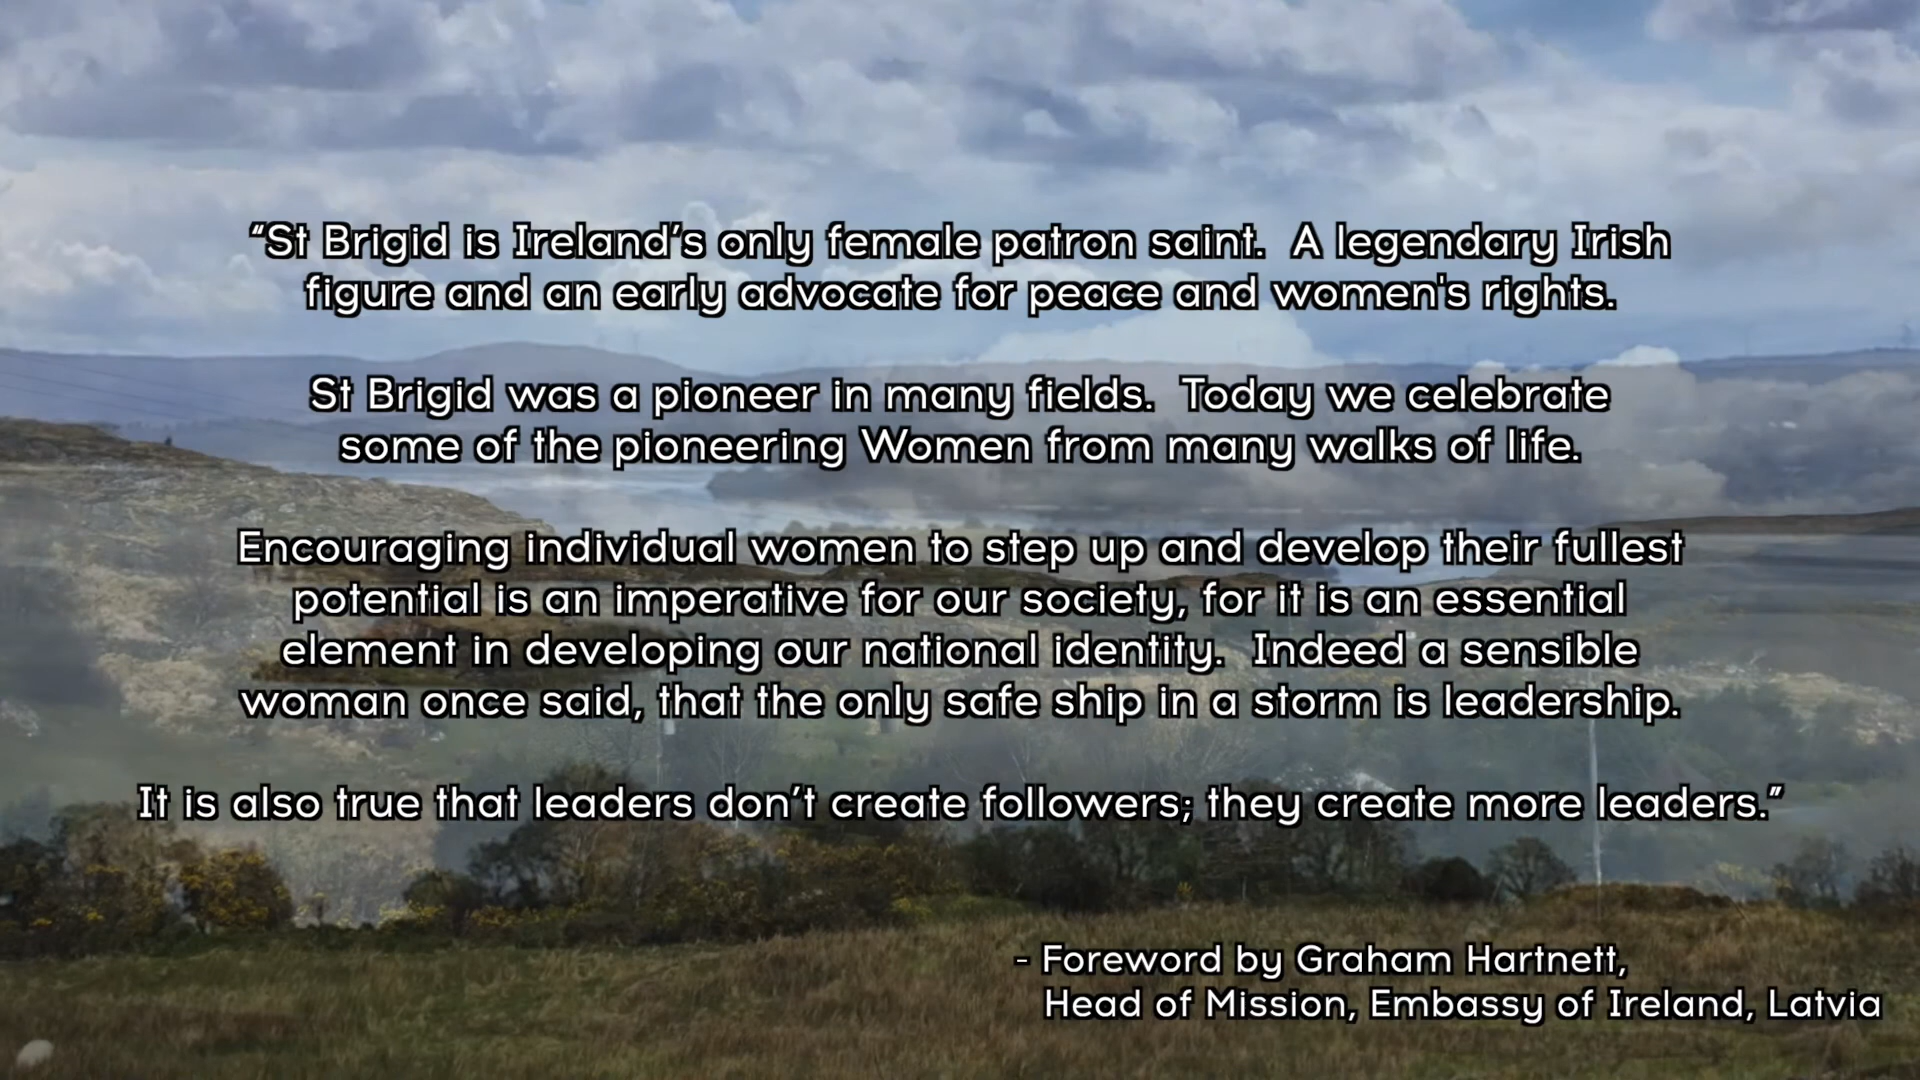 “St Brigid is Ireland’s only female patron saint.  A legendary Irish
figure and an early advocate for peace and women's rights.
St Brigid was a pioneer in many fields.  Today we celebrate
some of the pioneering Women from many walks of life.
Encouraging individual women to step up and develop their fullest
potential is an imperative for our society, for it is an essential
element in developing our national identity.  Indeed a sensible
woman once said, that the only safe ship in a storm is leadership.
It is also true that leaders don’t create followers; they create more leaders.”
- Foreword by Graham Hartnett,
Head of Mission, Embassy of Ireland, Latvia